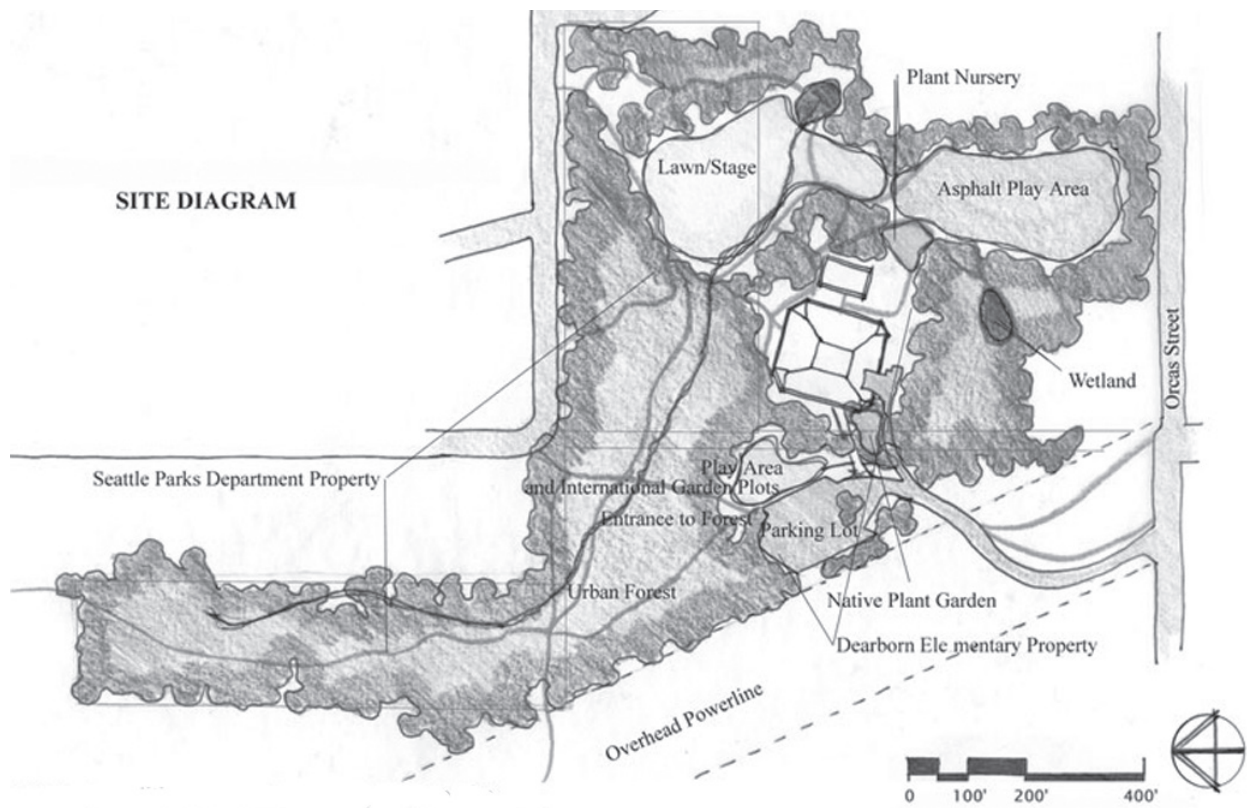 Plant Nursery
Lawn/Stage
Asphalt Play Area
SITE DIAGRAM
Orcas Street
Wetland
Play Area
and International Garden Plots
Seattle Parks Department Property
Entrance to Forest
Parking Lot
Urban Forest
Native Plant Garden
Dearborn Ele mentary Property
Overhead Powerline
0 100' 200' 400'